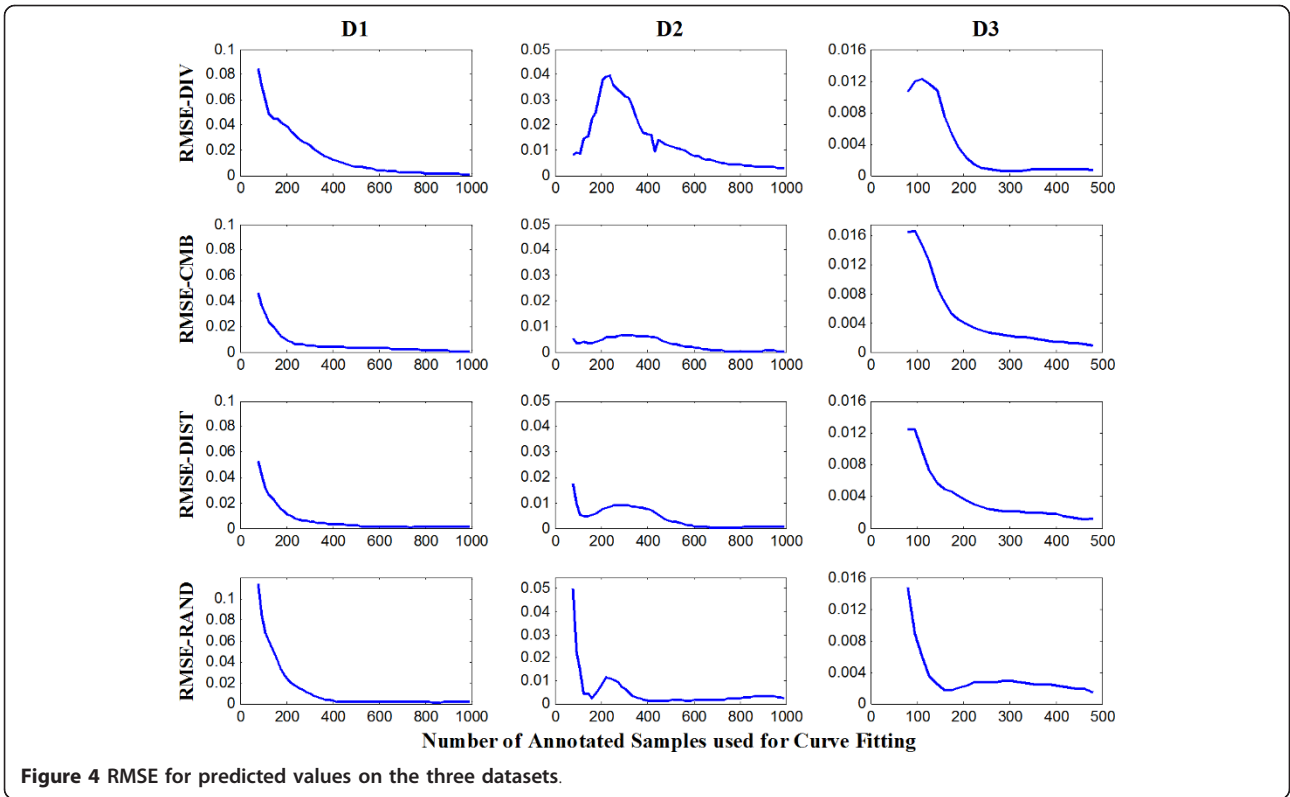 D1 D2 D3
RMSE-DIV
0.1 0.08 0.06 0.04 0.02 0
0 200 400 600 800 1000
0.05 0.04 0.03 0.02 0.01 0
0 200 400 600 800 1000
0.016 0.012 0.008 0.004 0
0 100 200 300 400 500
RMSE-CMB
0.1 0.08 0.06 0.04 0.02 0
0 200 400 600 800 1000
0.05 0.04 0.03 0.02 0.01 0
0 200 400 600 800 1000
0.016 0.012 0.008 0.004 0
0 100 200 300 400 500
RMSE-DIST
0.1 0.08 0.06 0.04 0.02 0
0 200 400 600 800 1000
0.05 0.04 0.03 0.02 0.01 0
0 200 400 600 800 1000
0.016 0.012 0.008 0.004 0
0 100 200 300 400 500
RMSE-RAND
0.1 0.08 0.06 0.04 0.02 0
0 200 400 600 800 1000
0.05 0.04 0.03 0.02 0.01 0
0 200 400 600 800 1000
0.016 0.012 0.008 0.004 0
0 100 200 300 400 500
Number of Annotated Samples used for Curve Fitting
Figure 4 RMSE for predicted values on the three datasets.